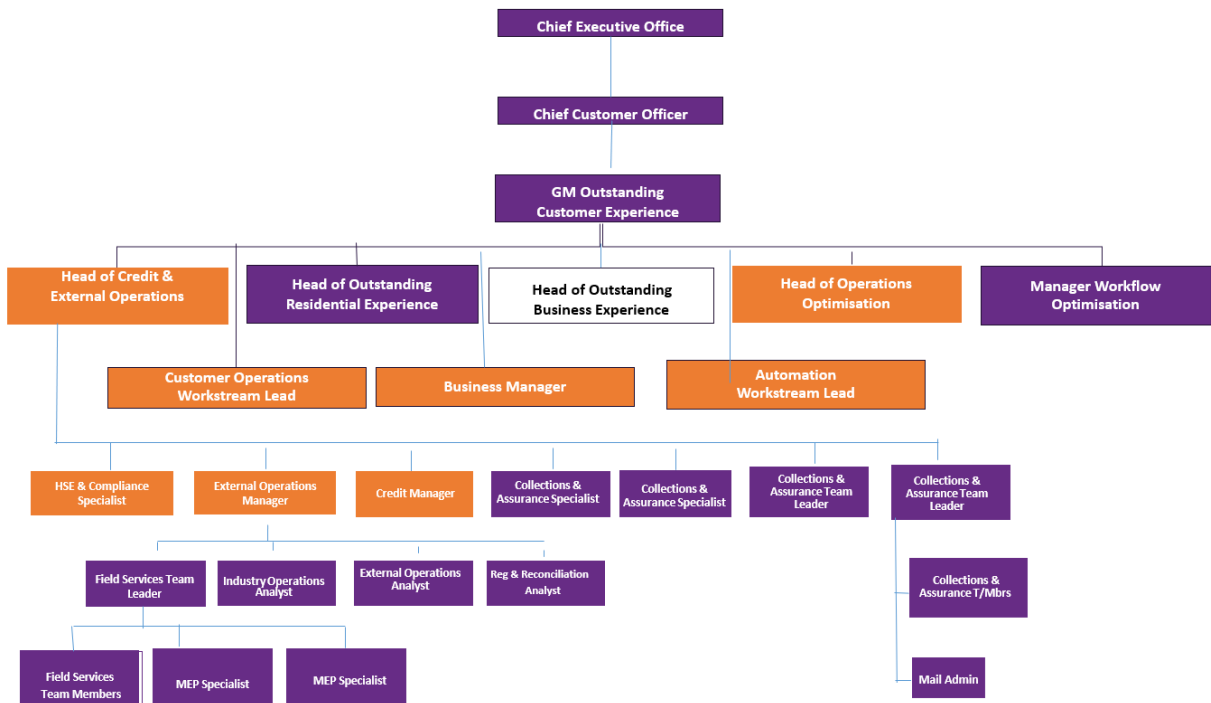 Chief Executive Office
Chief Customer Officer
GM Outstanding
Customer Experience
Head of Credit &
External Operations
Head of Outstanding
Residential Experience
Head of Outstanding
Business Experience
Head of Operations
Optimisation
Manager Workflow
Optimisation
Customer Operations
Workstream Lead
Business Manager
Automation
Workstream Lead
HSE & Compliance
Specialist
External Operations
Manager
Credit Manager
Collections &
Assurance Specialist
Collections &
Assurance Specialist
Collections &
Assurance Team
Leader
Collections &
Assurance Team
Leader
Field Services Team
Leader
Industry Operations
Analyst
External Operations
Analyst
Reg & Reconciliation
Analyst
Collections &
Assurance T/Mbrs
Field Services
Team Members
MEP Specialist
MEP Specialist
Mail Admin